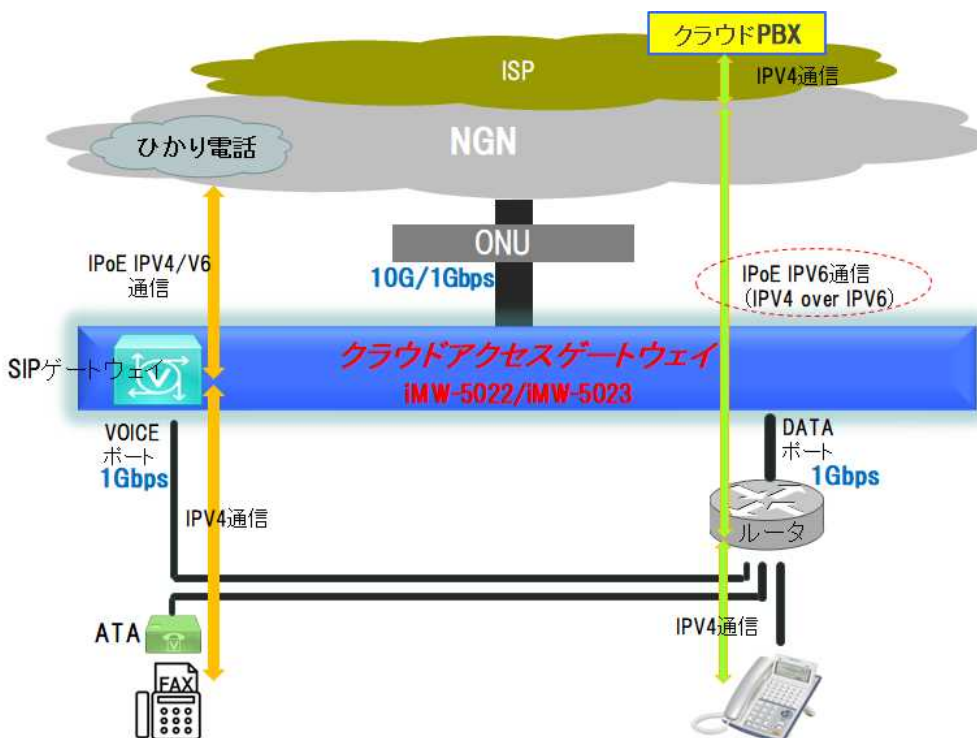 クラウドPBX
ISP
IPV4通信
NGN
ひかり電話
ONU
10G/1Gbps
IPoE IPV4/V6
通信
IPoE IPV6通信
(IPV4 over IPV6)
クラウドアクセスゲートウェイ
iMW-5022/iMW-5023
SIPゲートウェイ
V
VOICE
ポート
1Gbps
DATA
ポート
1Gbps
IPV4通信
ルータ
ATA
V
IPV4通信
FAX